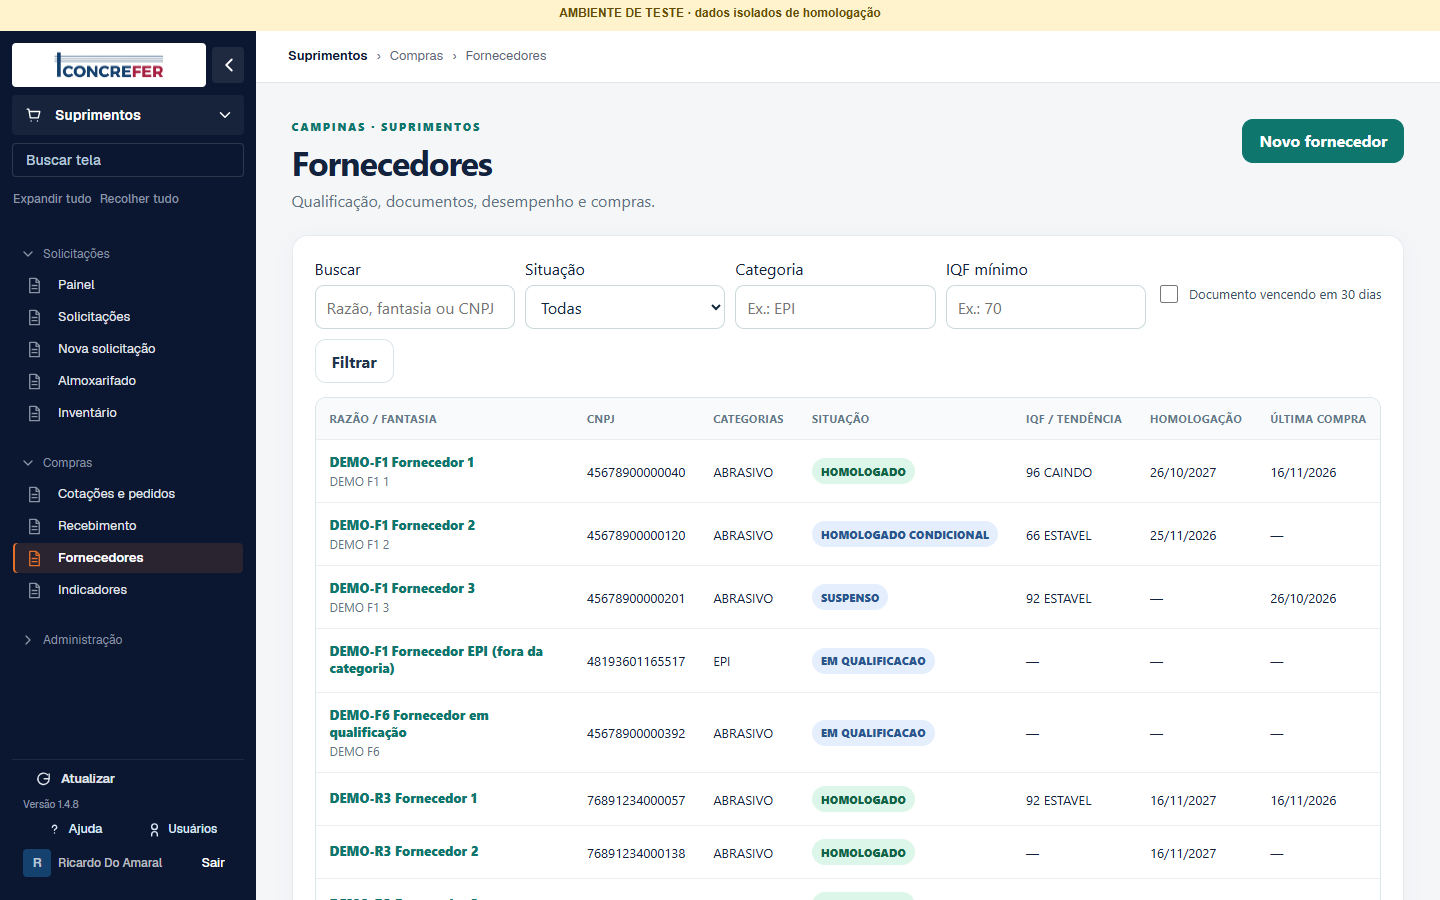 AMBIENTE DE TESTE · dados isolados de homologação
CONCREFER
Suprimentos
Buscar tela
Expandir tudo Recolher tudo
Solicitações
Painel
Solicitações
Nova solicitação
Almoxarifado
Inventário
Compras
Cotações e pedidos
Recebimento
Fornecedores
Indicadores
Administração
Atualizar
Versão 1.4.8
? Ajuda Usuários
R Ricardo Do Amaral Sair
Suprimentos › Compras › Fornecedores
CAMPINAS · SUPRIMENTOS
Fornecedores
Qualificação, documentos, desempenho e compras.
Novo fornecedor
Buscar Situação Categoria IQF mínimo
Razão, fantasia ou CNPJ Todas Ex.: EPI Ex.: 70 Documento vencendo em 30 dias
Filtrar
RAZÃO / FANTASIA CNPJ CATEGORIAS SITUAÇÃO IQF / TENDÊNCIA HOMOLOGAÇÃO ÚLTIMA COMPRA
DEMO-F1 Fornecedor 1
DEMO F1 1
45678900000040 ABRASIVO HOMOLOGADO 96 CAINDO 26/10/2027 16/11/2026
DEMO-F1 Fornecedor 2
DEMO F1 2
45678900000120 ABRASIVO HOMOLOGADO CONDICIONAL 66 ESTAVEL 25/11/2026 —
DEMO-F1 Fornecedor 3
DEMO F1 3
45678900000201 ABRASIVO SUSPENSO 92 ESTAVEL — 26/10/2026
DEMO-F1 Fornecedor EPI (fora da
categoria)
48193601165517 EPI EM QUALIFICACAO — — —
DEMO-F6 Fornecedor em
qualificação
DEMO F6
45678900000392 ABRASIVO EM QUALIFICACAO — — —
DEMO-R3 Fornecedor 1 76891234000057 ABRASIVO HOMOLOGADO 92 ESTAVEL 16/11/2027 16/11/2026
DEMO-R3 Fornecedor 2 76891234000138 ABRASIVO HOMOLOGADO — 16/11/2027 —